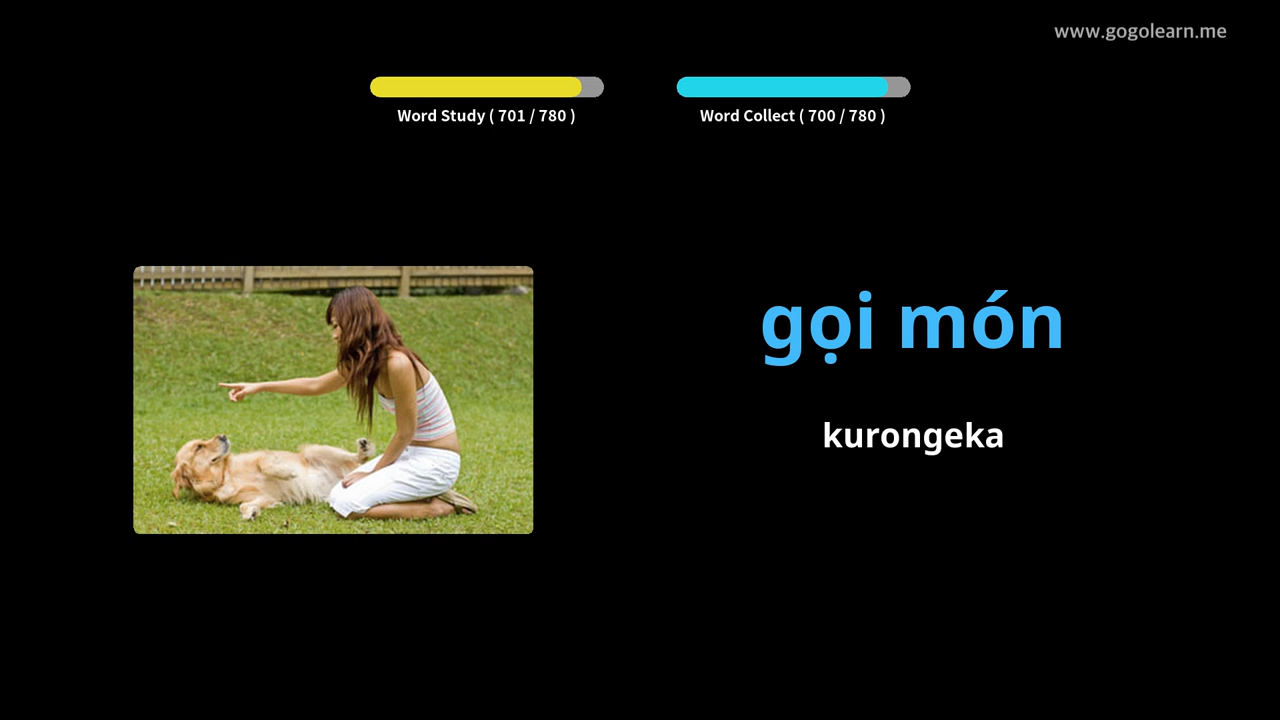 www.gogolearn.me
Word Study ( 701 / 780 )
Word Collect ( 700 / 780 )
gọi món
kurongeka